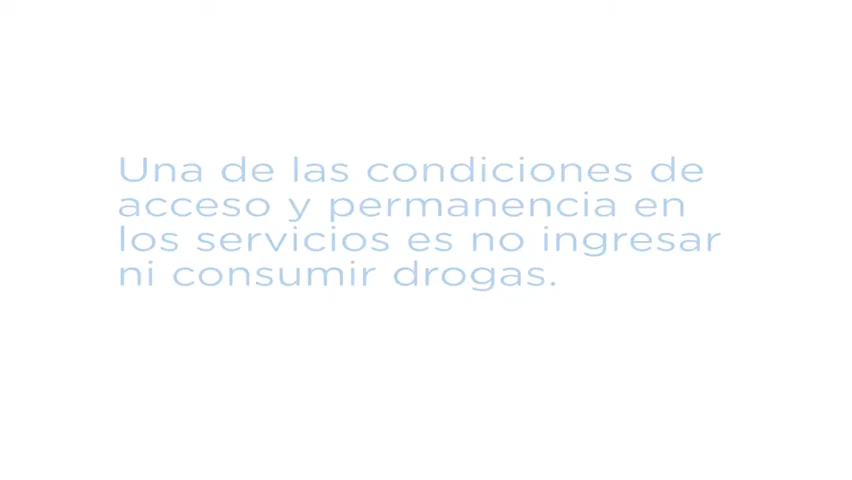 Una de las condiciones de
acceso y permanencia en
los servicios es no ingresar
ni consumir drogas.